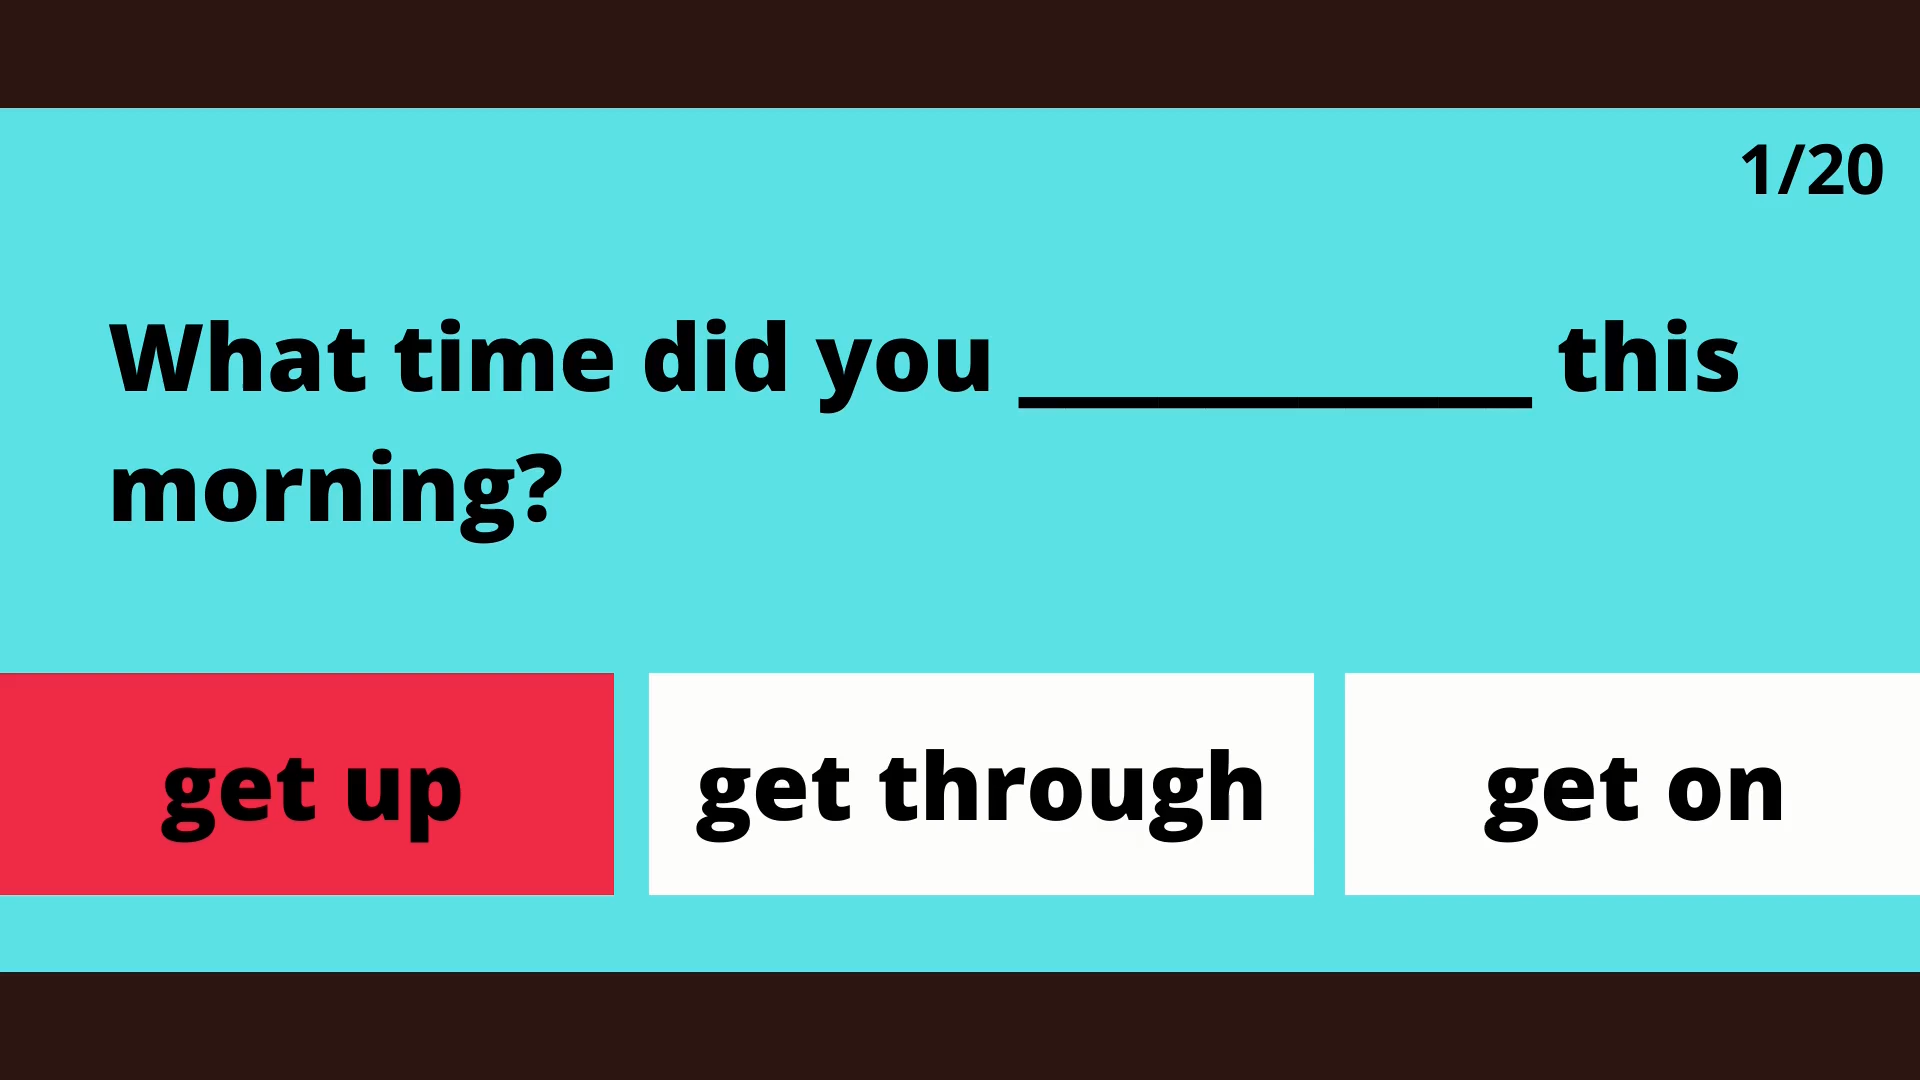 1/20
What time did you ____________ this
morning?
get up
get through
get on